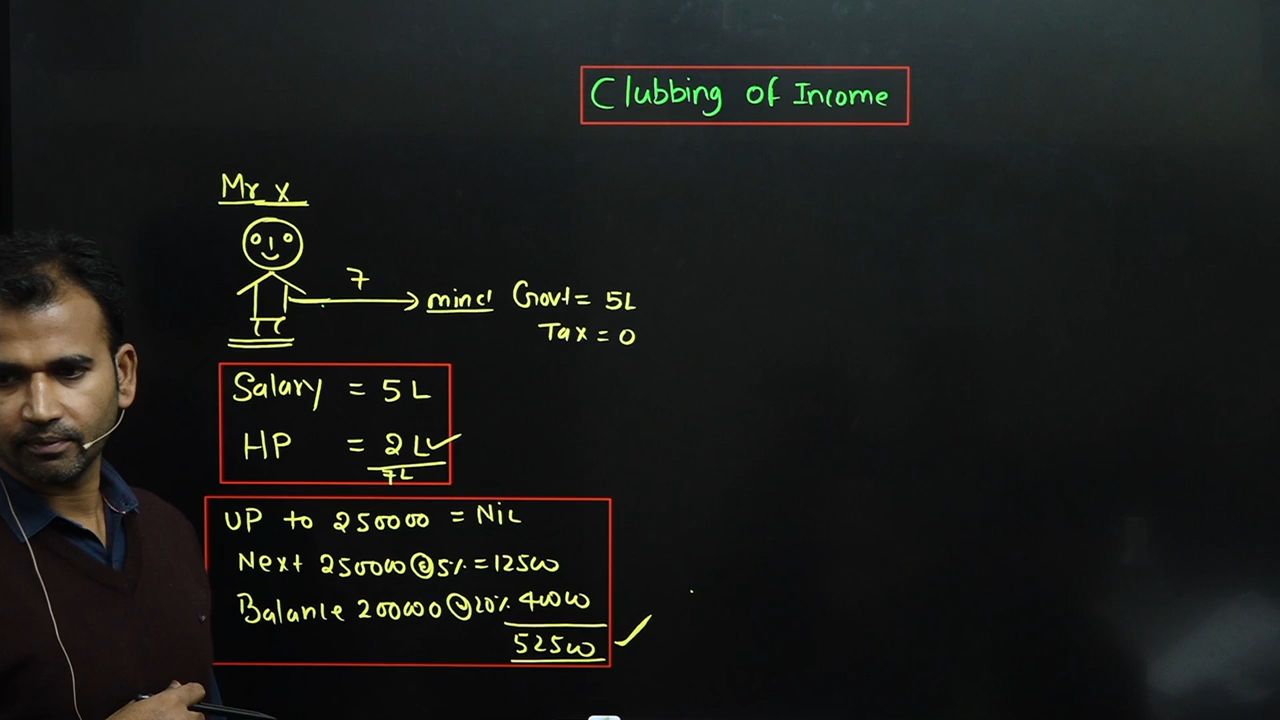 Clubbing of Income
Mr X
7
mind Govt = 5L
Tax = 0
Salary = 5L
HP = 2L
7L
UP to 250000 = NiL
Next 250000@5% = 12500
Balance 200000@20% 40000
52500